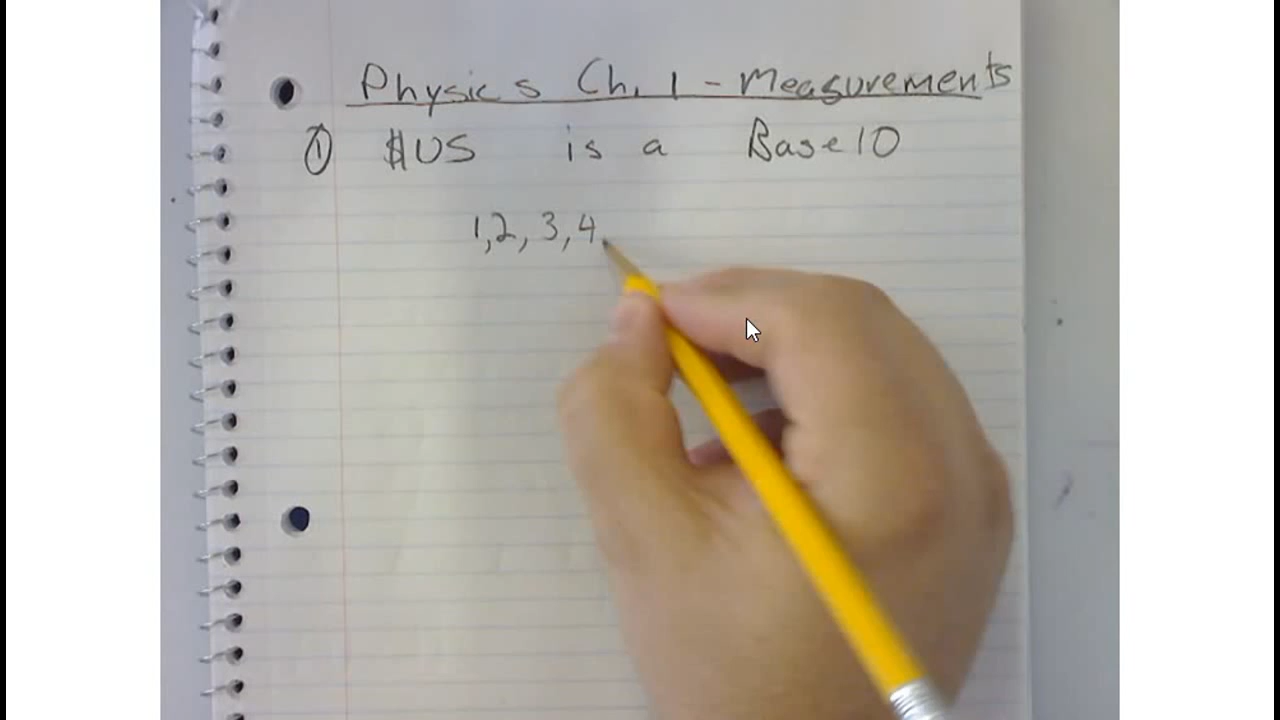 Physics Ch. 1 - Measurements
① $US is a Base 10
1, 2, 3, 4,